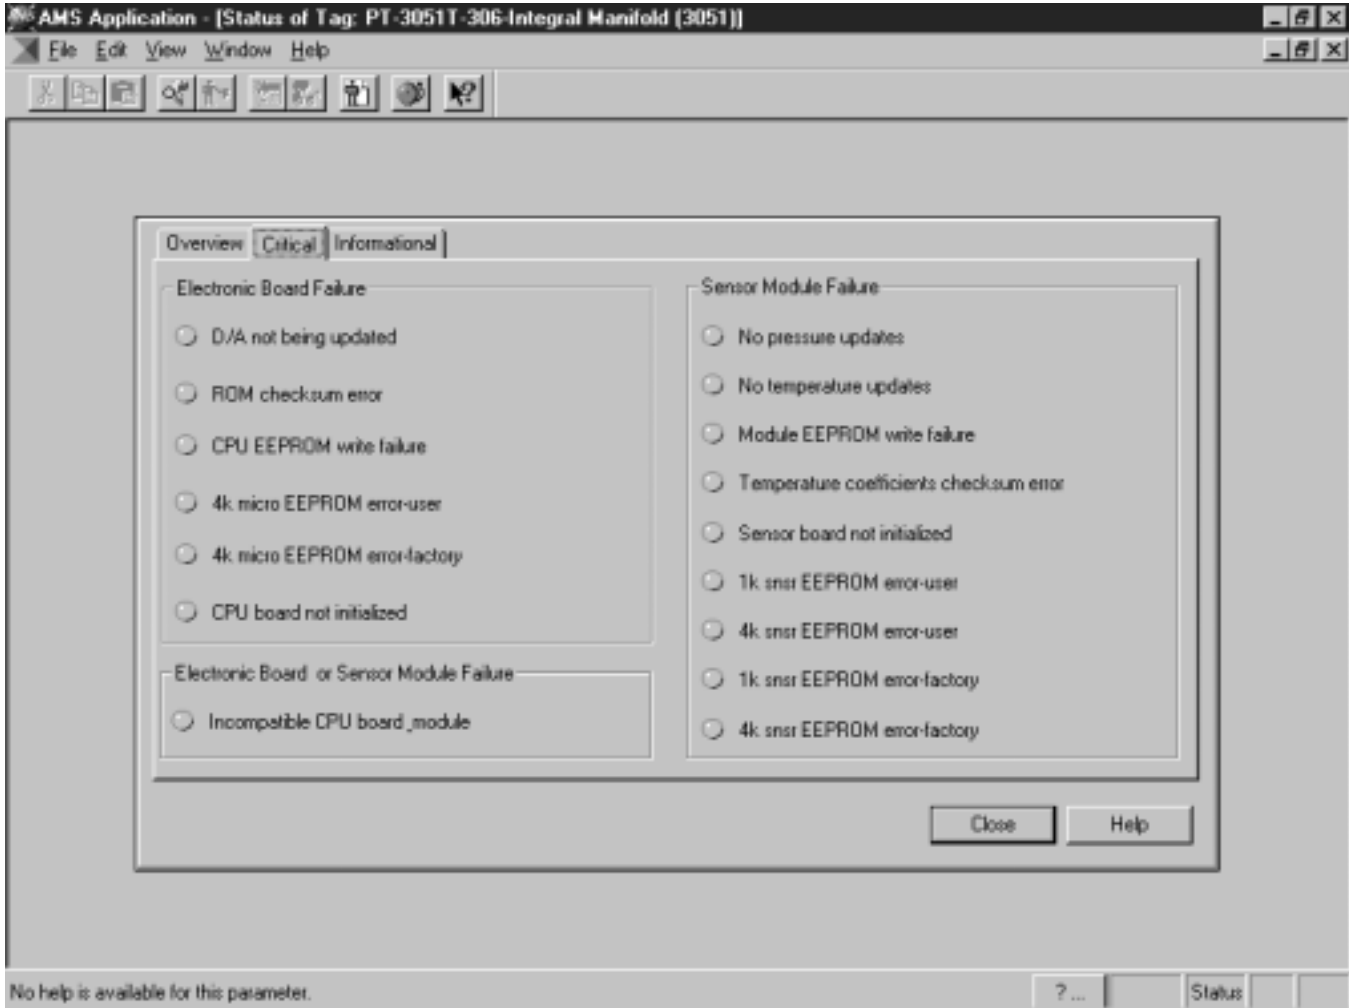 AMS Application - [Status of Tag: PT-3051T-306-Integral Manifold (3051)]
File Edit View Window Help
Overview Critical Informational
Electronic Board Failure
D/A not being updated
ROM checksum error
CPU EEPROM write failure
4k micro EEPROM error-user
4k micro EEPROM error-factory
CPU board not initialized
Electronic Board or Sensor Module Failure
Incompatible CPU board_module
Sensor Module Failure
No pressure updates
No temperature updates
Module EEPROM write failure
Temperature coefficients checksum error
Sensor board not initialized
1k snsr EEPROM error-user
4k snsr EEPROM error-user
1k snsr EEPROM error-factory
4k snsr EEPROM error-factory
Close Help
No help is available for this parameter.
? ... Status